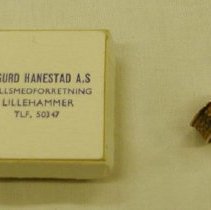 GURD HANESTAD A.S
LLSMEDFORRETNING
LILLEHAMMER
TLF. 50347